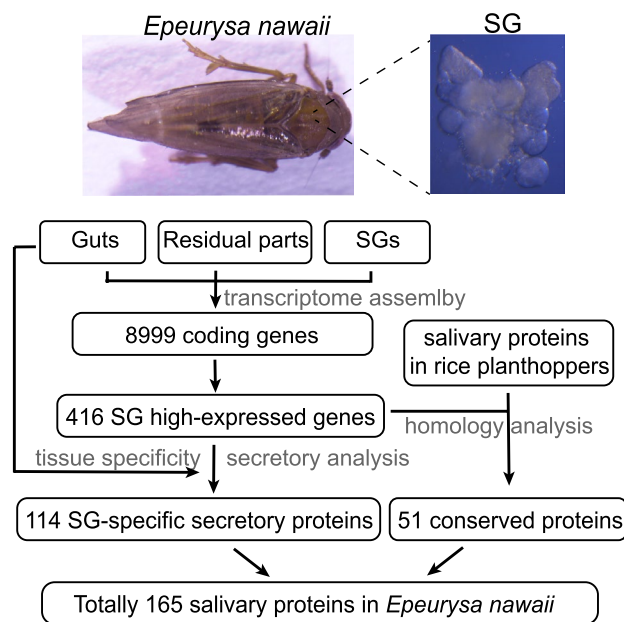 Epeurysa nawaii
SG
Guts
Residual parts
SGs
transcriptome assemlby
8999 coding genes
salivary proteins
in rice planthoppers
416 SG high-expressed genes
homology analysis
tissue specificity
secretory analysis
114 SG-specific secretory proteins
51 conserved proteins
Totally 165 salivary proteins in Epeurysa nawaii